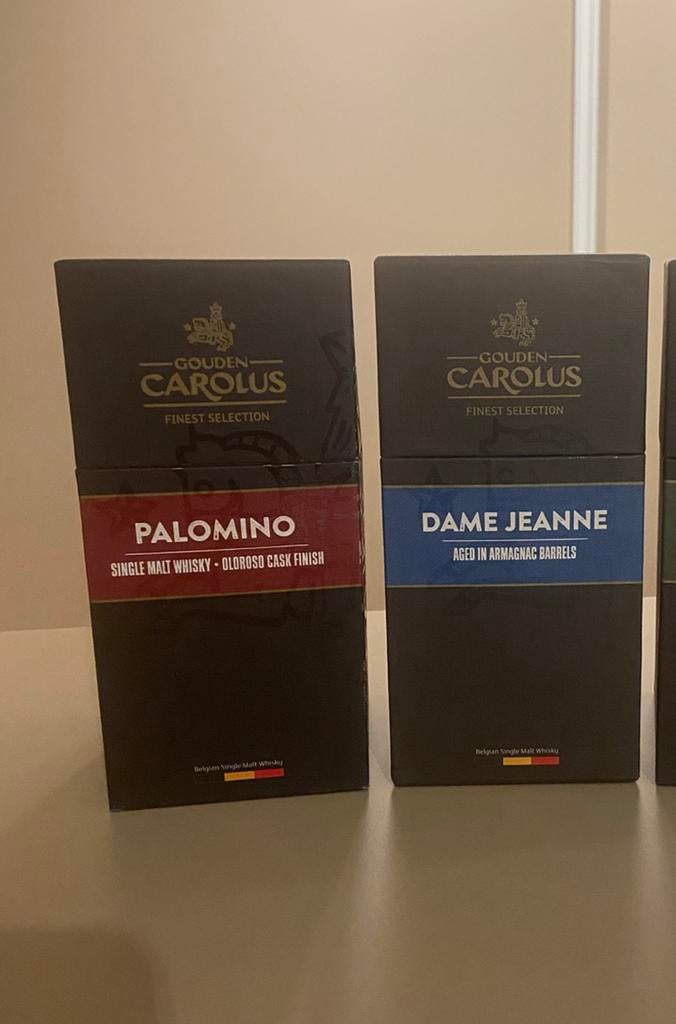 GOUDEN
CAROLUS
FINEST SELECTION
PALOMINO
SINGLE MALT WHISKY • OLOROSO CASK FINISH
Belgian Single Malt Whisky
GOUDEN
CAROLUS
FINEST SELECTION
DAME JEANNE
AGED IN ARMAGNAC BARRELS
Belgian Single Malt Whisky